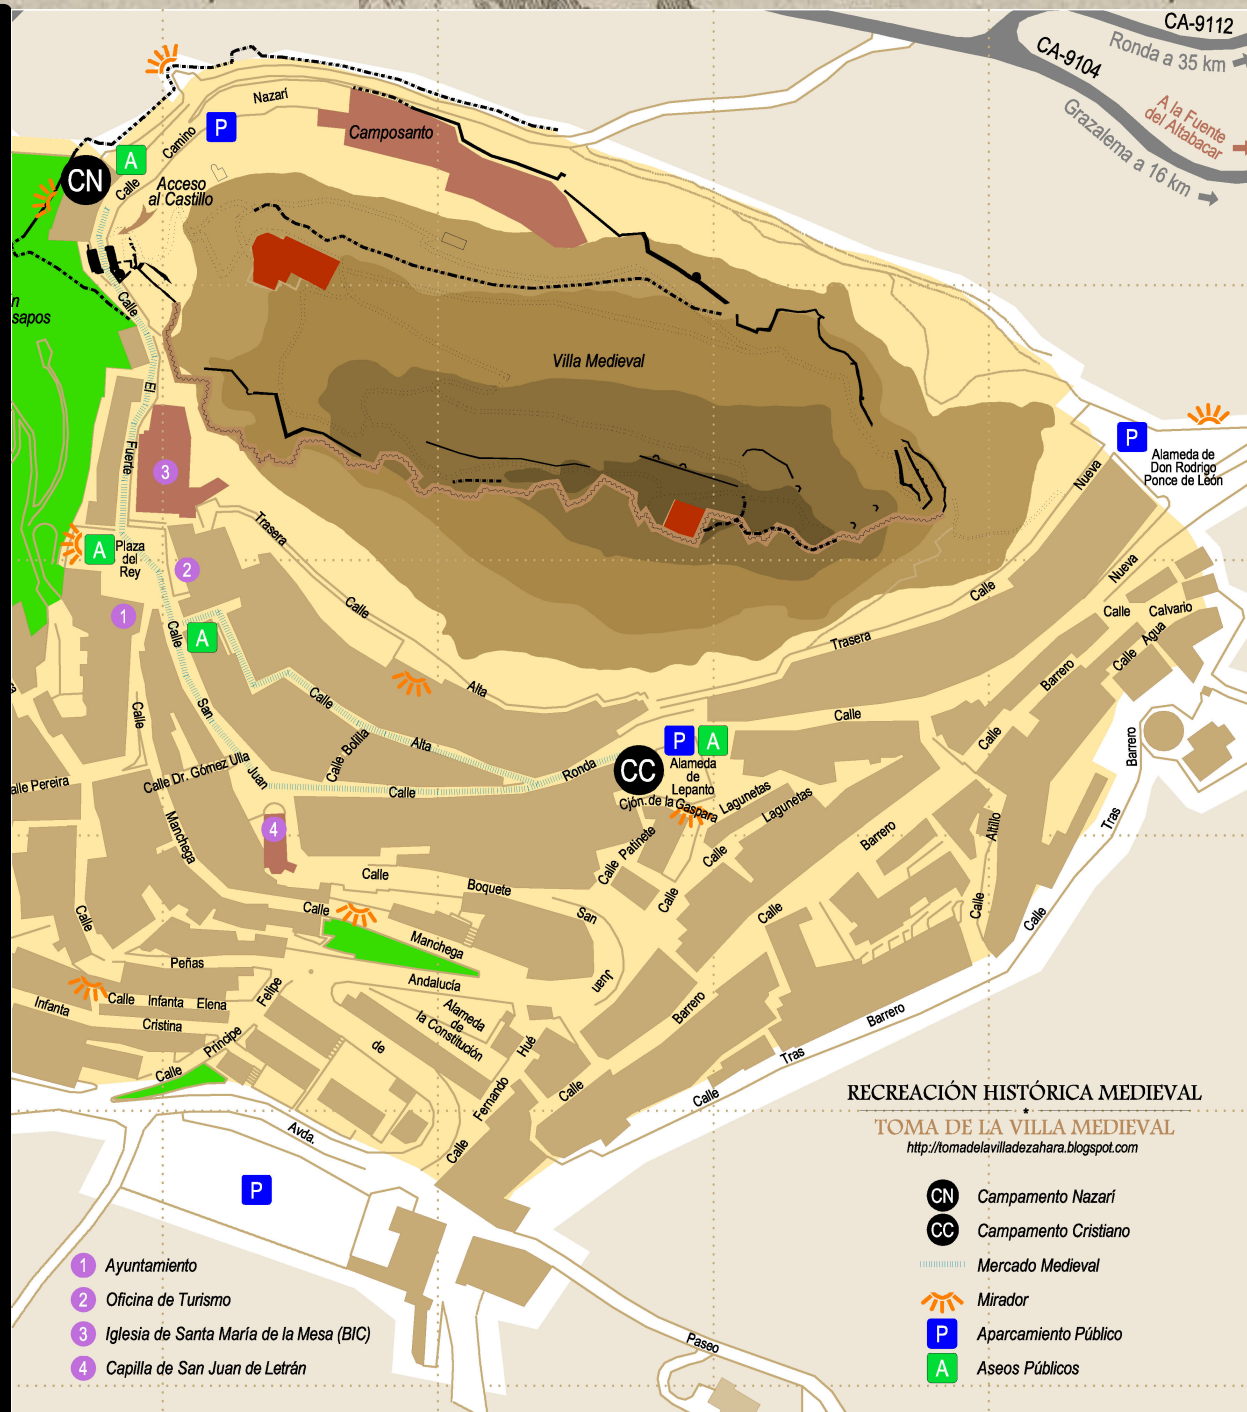 CA-9112
Ronda a 35 km
CA-9104
A la Fuente
del Altabacar
Grazalema a 16 km
Nazarí
P
Camino
Camposanto
A
CN
Calle
Acceso
al Castillo
Calle
n
sapos
Villa Medieval
El
Fuerte
3
P
Alameda de
Don Rodrigo
Ponce de León
Nueva
Trasera
A
Plaza
del
Rey
2
Nueva
Calle
Calle
1
Calle
Calvario
Calle
A
Trasera
Agua
Calle
Barrero
Alta
San
Calle
Calle
Calle
Barrero
Calle
Calle Bolilla
Alta
P
A
Calle
Ronda
CC
Alameda
de
Lepanto
Calle Dr. Gómez Ulla
Juan
alle Pereira
Calle
Cjón. de la Gaspara
Lagunetas
Lagunetas
Manchega
4
Calle Patinete
Barrero
Altillo
Tras
Calle
Calle
Boquete
Calle
Calle
Calle
San
Calle
Calle
Calle
Manchega
Peñas
Juan
Andalucía
Felipe
Infanta
Calle
Infanta
Elena
Cristina
Alameda
de
la Constitución
Barrero
Barrero
Principe
de
Hué
Tras
Calle
Fernando
Calle
Calle
Avda.
Calle
RECREACIÓN HISTÓRICA MEDIEVAL
TOMA DE LA VILLA MEDIEVAL
http://tomadelavilladezahara.blogspot.com
P
CN Campamento Nazarí
CC Campamento Cristiano
Mercado Medieval
Mirador
P Aparcamiento Público
A Aseos Públicos
1 Ayuntamiento
2 Oficina de Turismo
3 Iglesia de Santa María de la Mesa (BIC)
4 Capilla de San Juan de Letrán
Paseo